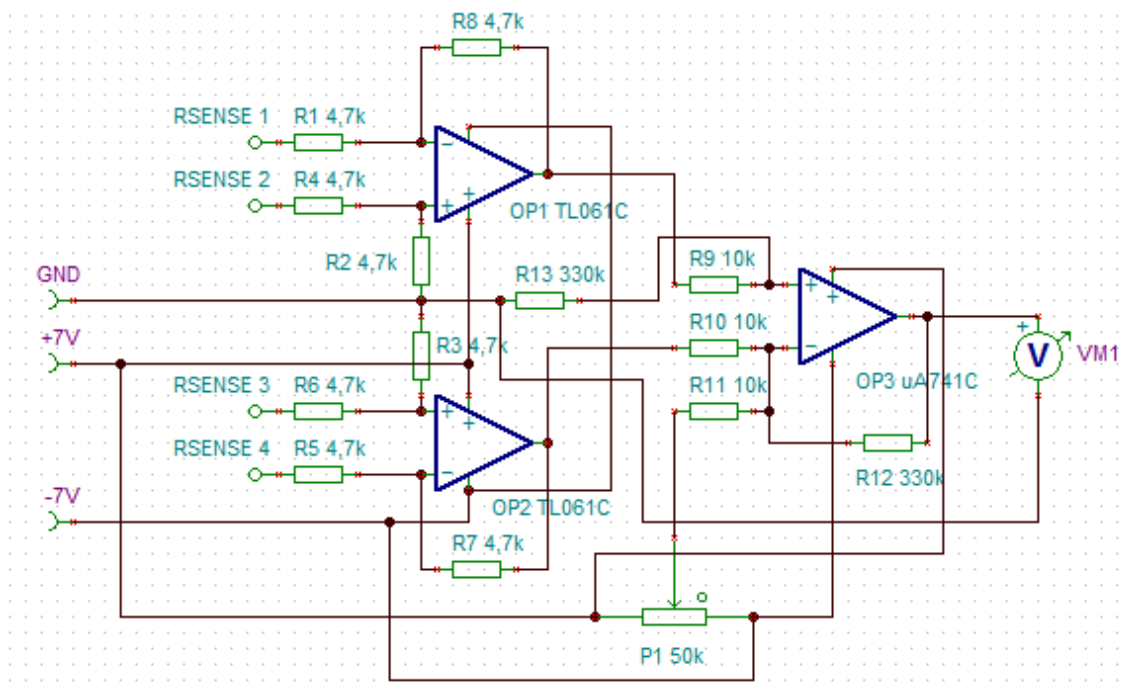 R8 4,7k
RSENSE 1
R1 4,7k
RSENSE 2
R4 4,7k
OP1 TL061C
R2 4,7k
GND
R13 330k
R9 10k
+7V
R10 10k
R3 4,7k
V
VM1
RSENSE 3
R6 4,7k
R11 10k
OP3 uA741C
RSENSE 4
R5 4,7k
R12 330k
-7V
OP2 TL061C
R7 4,7k
P1 50k